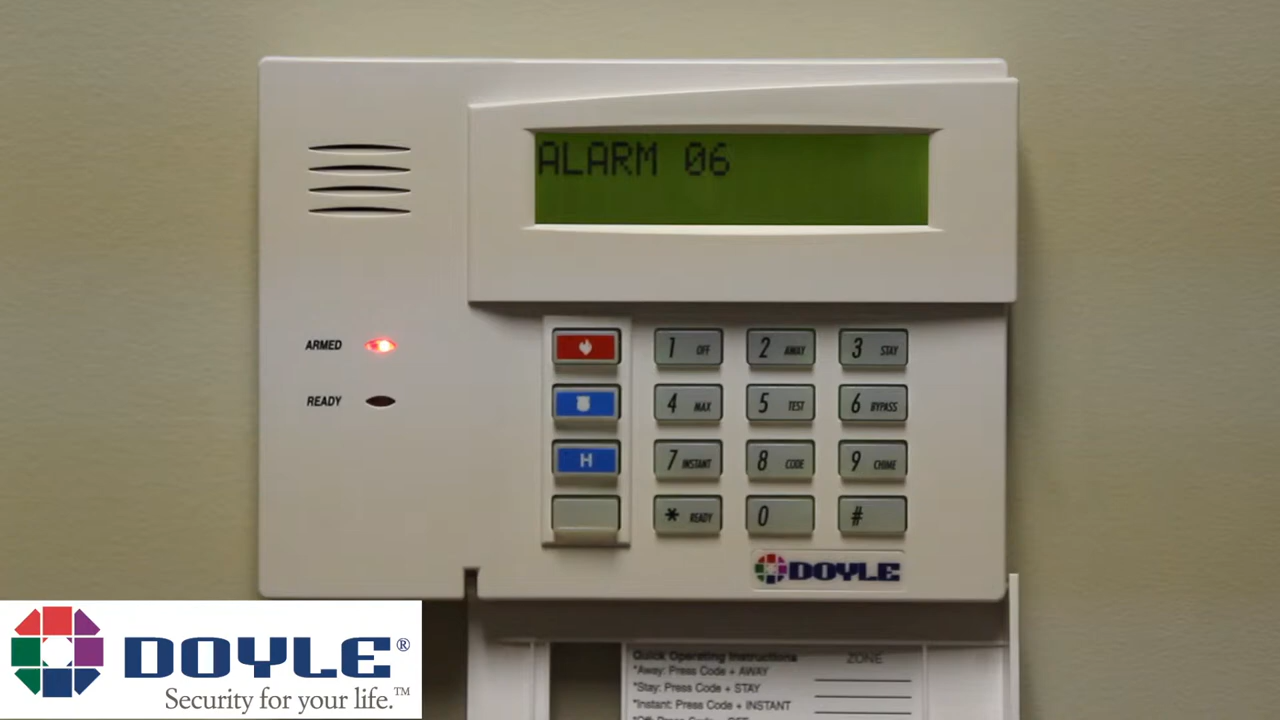 ALARM 06
ARMED
READY
1 OFF
2 AWAY
3 STAY
4 MAX
5 TEST
6 BYPASS
7 INSTANT
8 CODE
9 CHIME
H
* READY
0
#
DOYLE
Quick Operating Instructions
ZONE
*Away: Press Code + AWAY
*Stay: Press Code + STAY
*Instant: Press Code + INSTANT
DOYLE®
Security for your life.™